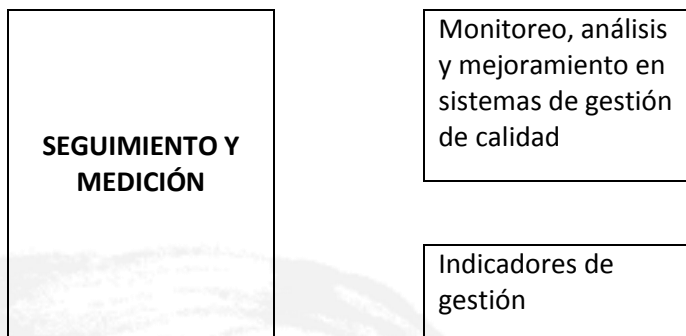 SEGUIMIENTO Y
MEDICIÓN
Monitoreo, análisis
y mejoramiento en
sistemas de gestión
de calidad
Indicadores de
gestión